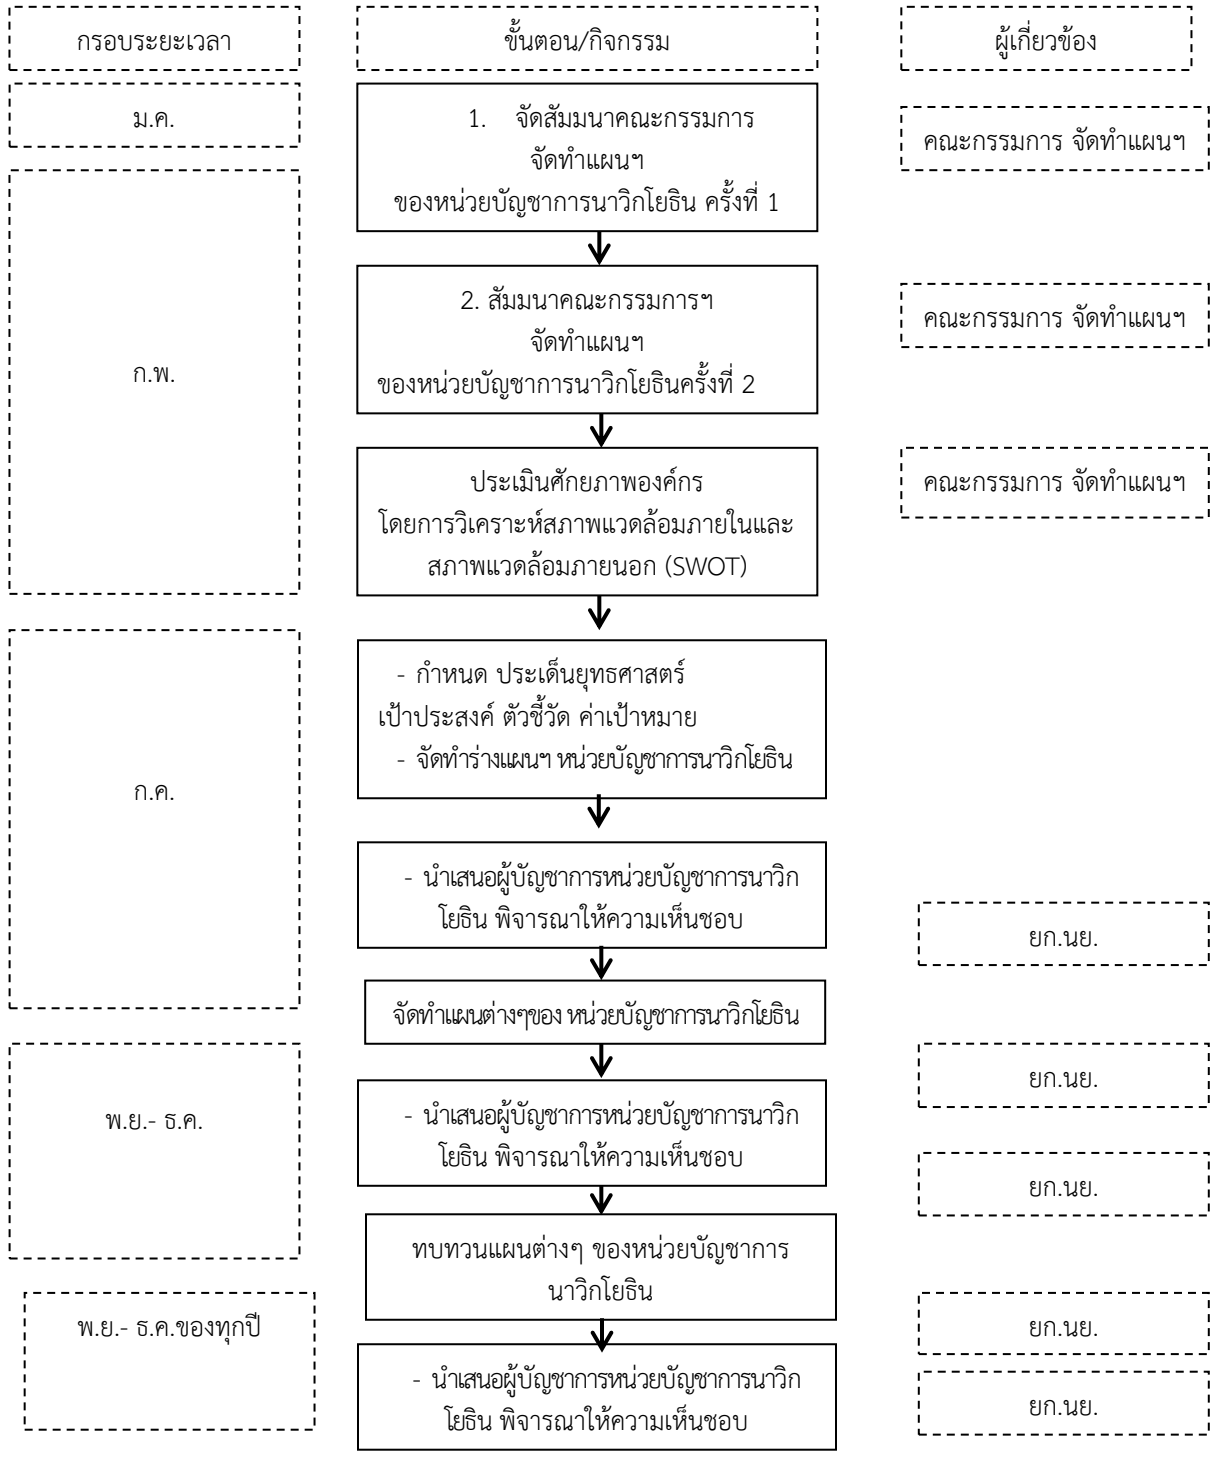 กรอบระยะเวลา
ขั้นตอน/กิจกรรม
ผู้เกี่ยวข้อง
ม.ค.
1. จัดสัมมนาคณะกรรมการ
จัดทำแผนฯ
ของหน่วยบัญชาการนาวิกโยธิน ครั้งที่ 1
คณะกรรมการ จัดทำแผนฯ
ก.พ.
2. สัมมนาคณะกรรมการฯ
จัดทำแผนฯ
ของหน่วยบัญชาการนาวิกโยธินครั้งที่ 2
คณะกรรมการ จัดทำแผนฯ
ประเมินศักยภาพองค์กร
โดยการวิเคราะห์สภาพแวดล้อมภายในและ
สภาพแวดล้อมภายนอก (SWOT)
คณะกรรมการ จัดทำแผนฯ
ก.ค.
- กำหนด ประเด็นยุทธศาสตร์
เป้าประสงค์ ตัวชี้วัด ค่าเป้าหมาย
- จัดทำร่างแผนฯ หน่วยบัญชาการนาวิกโยธิน
- นำเสนอผู้บัญชาการหน่วยบัญชาการนาวิก
โยธิน พิจารณาให้ความเห็นชอบ
ยก.นย.
จัดทำแผนต่างๆของ หน่วยบัญชาการนาวิกโยธิน
พ.ย.- ธ.ค.
ยก.นย.
- นำเสนอผู้บัญชาการหน่วยบัญชาการนาวิก
โยธิน พิจารณาให้ความเห็นชอบ
ยก.นย.
ทบทวนแผนต่างๆ ของหน่วยบัญชาการ
นาวิกโยธิน
พ.ย.- ธ.ค.ของทุกปี
ยก.นย.
- นำเสนอผู้บัญชาการหน่วยบัญชาการนาวิก
โยธิน พิจารณาให้ความเห็นชอบ
ยก.นย.